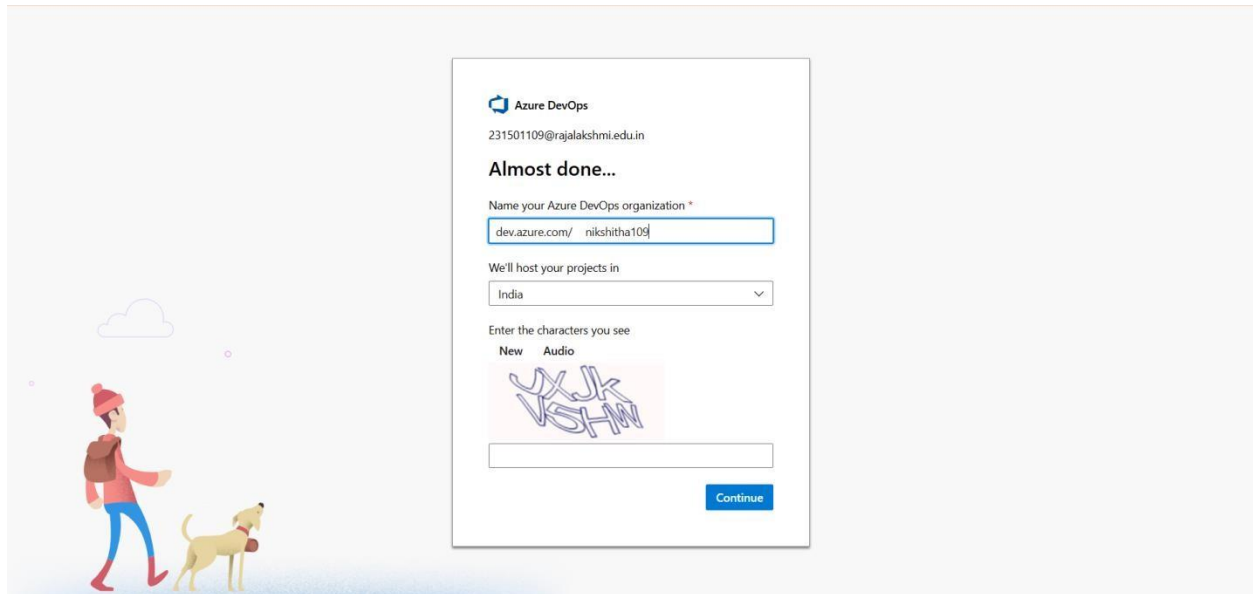 Azure DevOps
231501109@rajalakshmi.edu.in
Almost done...
Name your Azure DevOps organization *
dev.azure.com/ nikshitha109
We'll host your projects in
India
Enter the characters you see
New Audio
Continue